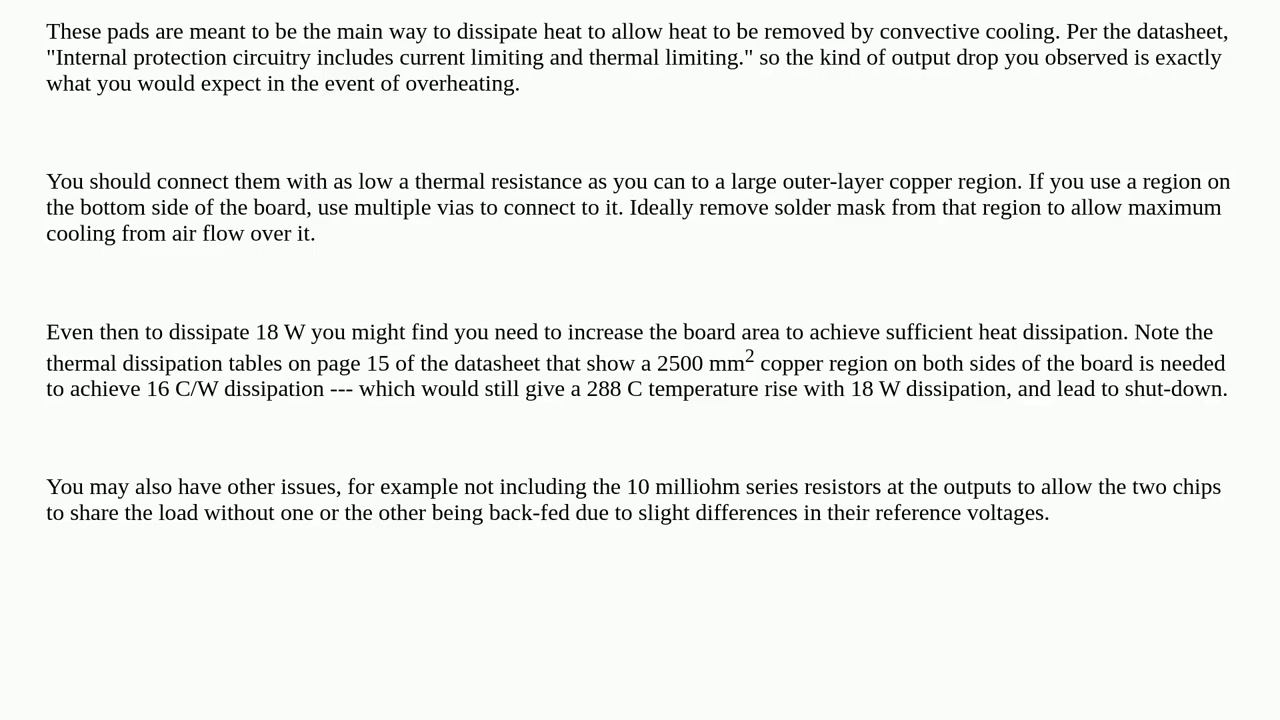 These pads are meant to be the main way to dissipate heat to allow heat to be removed by convective cooling. Per the datasheet,
"Internal protection circuitry includes current limiting and thermal limiting." so the kind of output drop you observed is exactly
what you would expect in the event of overheating.
You should connect them with as low a thermal resistance as you can to a large outer-layer copper region. If you use a region on
the bottom side of the board, use multiple vias to connect to it. Ideally remove solder mask from that region to allow maximum
cooling from air flow over it.
Even then to dissipate 18 W you might find you need to increase the board area to achieve sufficient heat dissipation. Note the
thermal dissipation tables on page 15 of the datasheet that show a 2500 mm² copper region on both sides of the board is needed
to achieve 16 C/W dissipation --- which would still give a 288 C temperature rise with 18 W dissipation, and lead to shut-down.
You may also have other issues, for example not including the 10 milliohm series resistors at the outputs to allow the two chips
to share the load without one or the other being back-fed due to slight differences in their reference voltages.